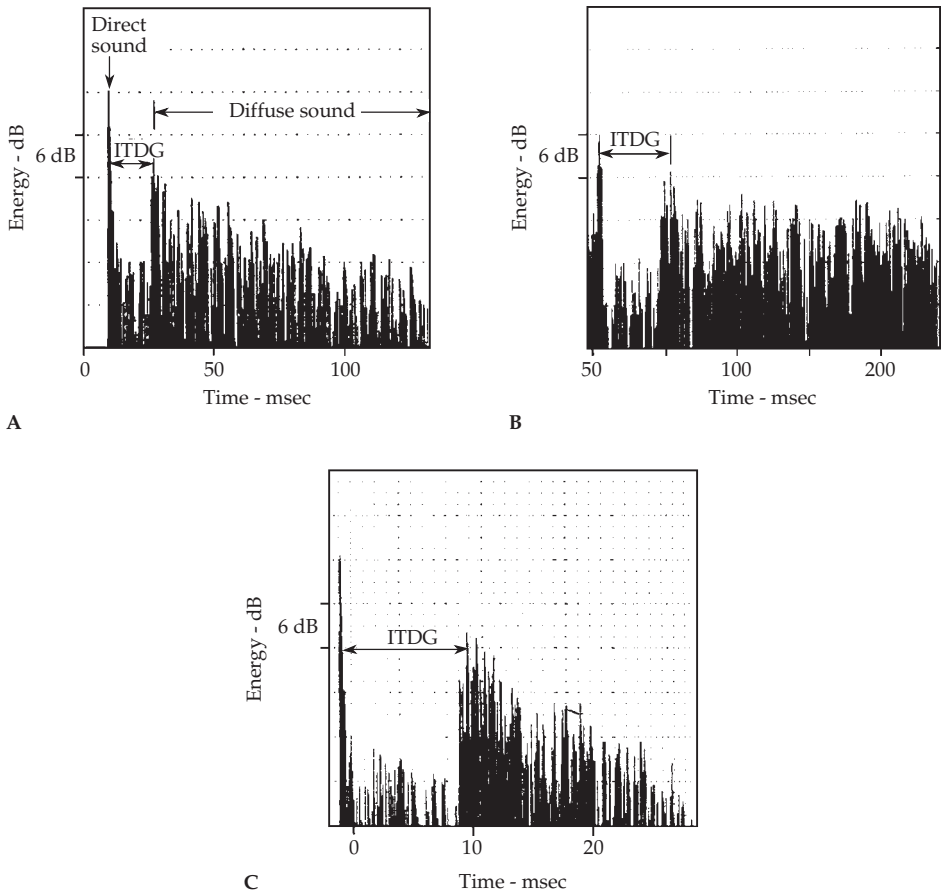 Direct
sound
Diffuse sound
ITDG
6 dB
Energy - dB
0 50 100
Time - msec
A
ITDG
6 dB
Energy - dB
50 100 200
Time - msec
B
ITDG
6 dB
Energy - dB
0 10 20
Time - msec
C